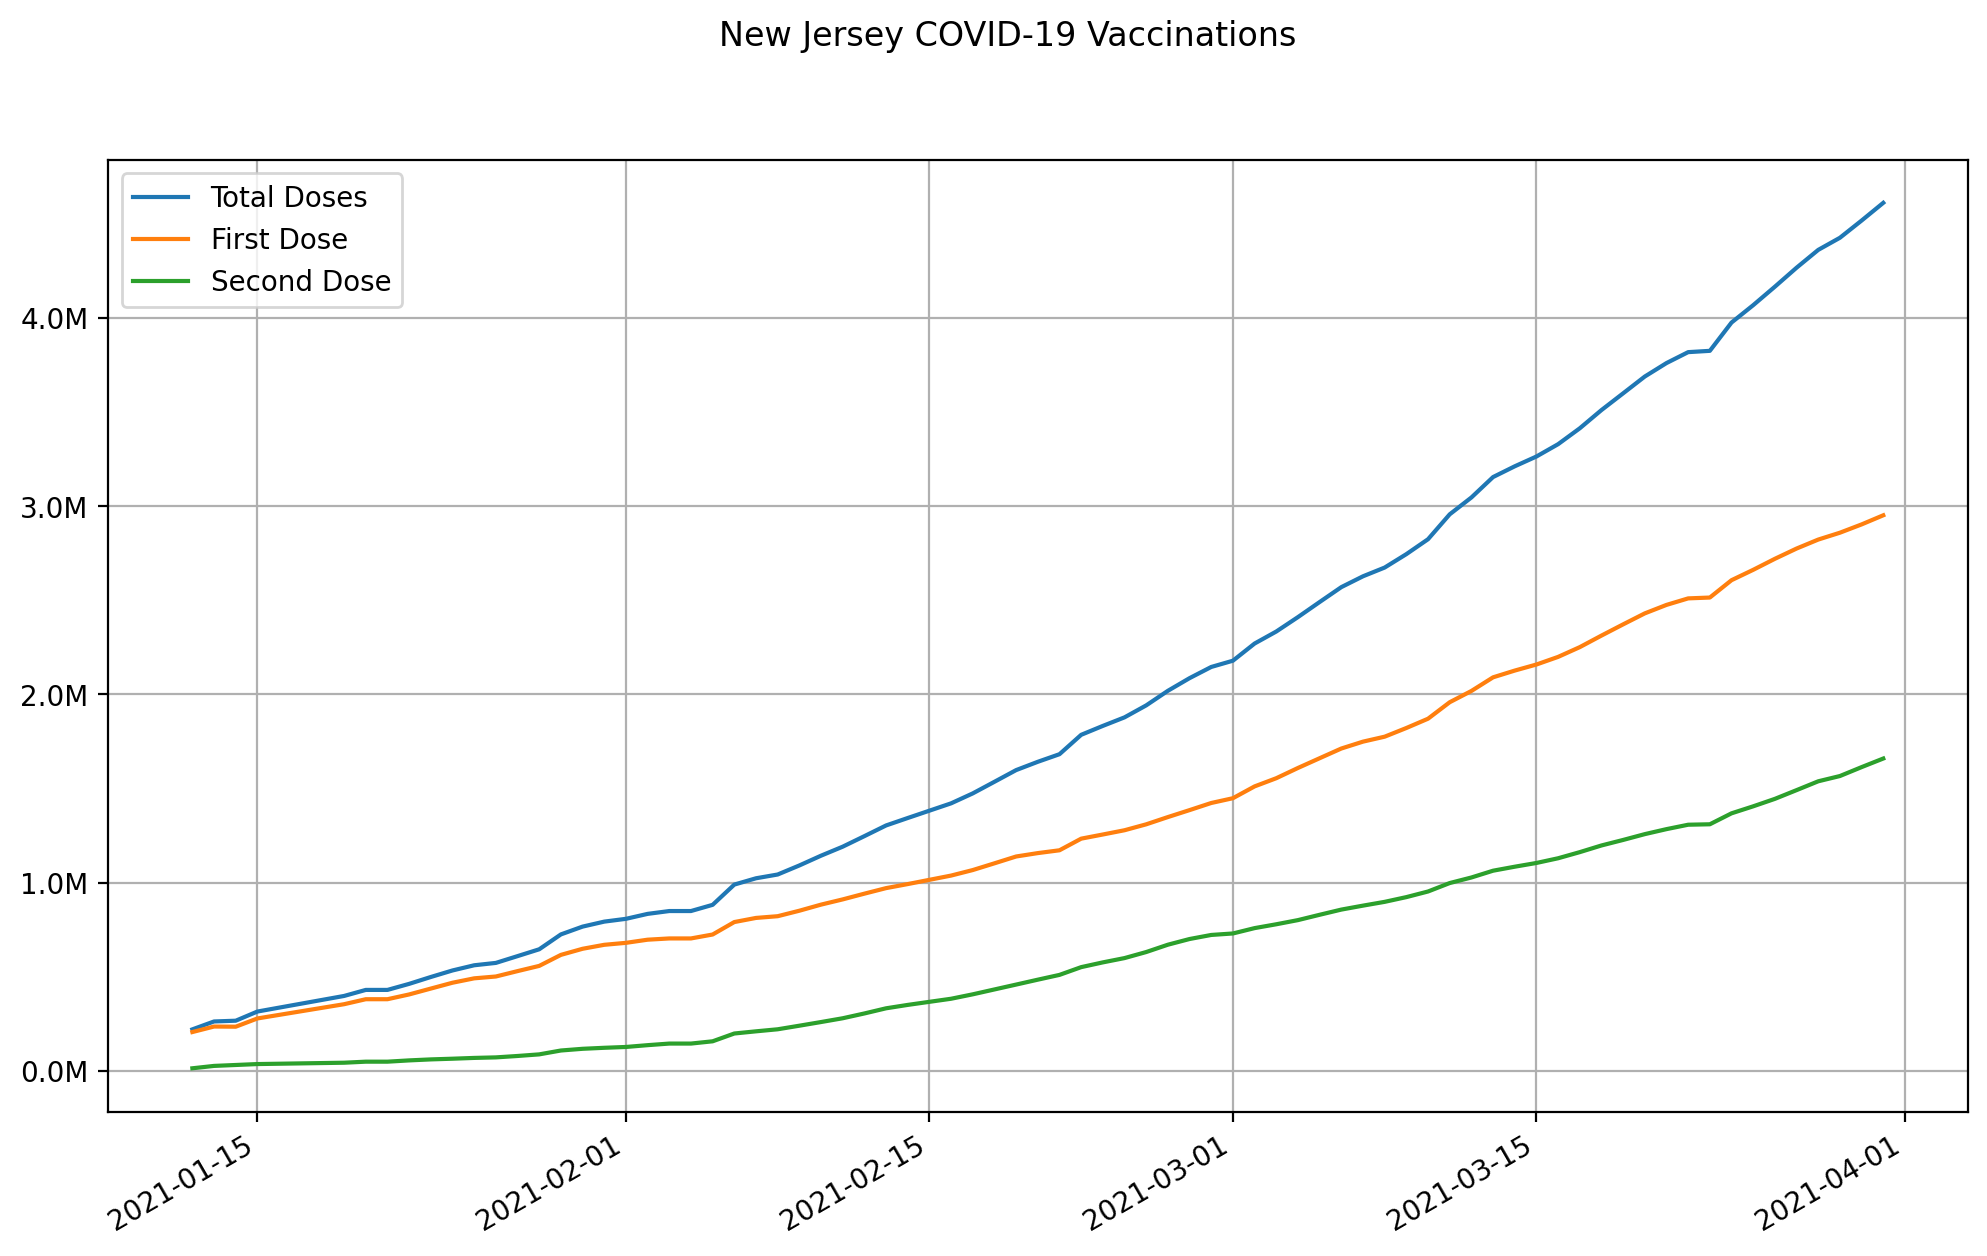 New Jersey COVID-19 Vaccinations
Total Doses
First Dose
Second Dose
4.0M
3.0M
2.0M
1.0M
0.0M
2021-01-15
2021-02-01
2021-02-15
2021-03-01
2021-03-15
2021-04-01